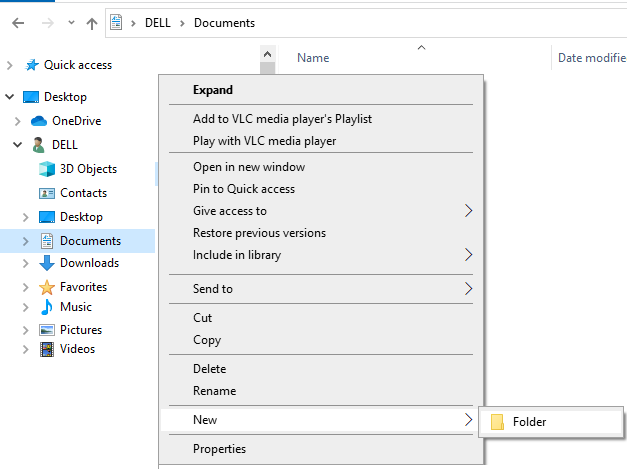 DELL Documents
Name Date modifie
Quick access
Desktop
OneDrive
DELL
3D Objects
Contacts
Desktop
Documents
Downloads
Favorites
Music
Pictures
Videos
Expand
Add to VLC media player's Playlist
Play with VLC media player
Open in new window
Pin to Quick access
Give access to
Restore previous versions
Include in library
Send to
Cut
Copy
Delete
Rename
New
Folder
Properties